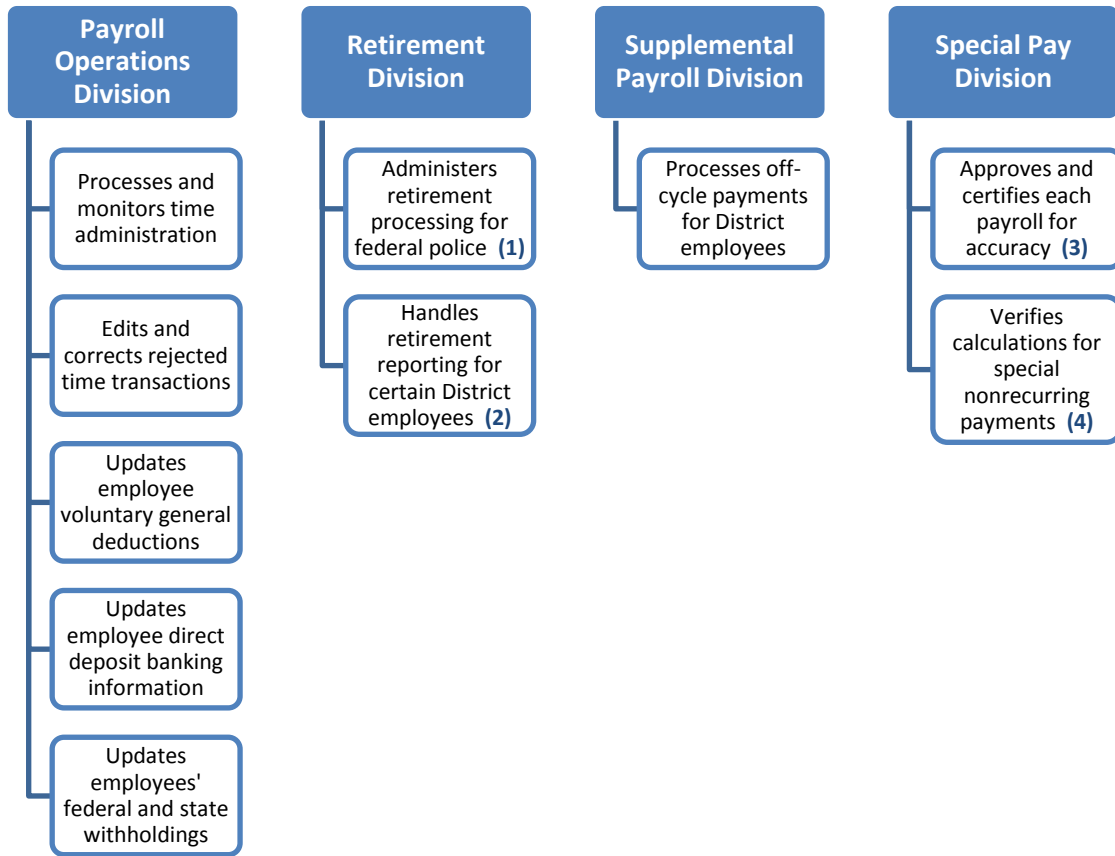 Payroll
Operations
Division
Processes and
monitors time
administration
Edits and
corrects rejected
time transactions
Updates
employee
voluntary general
deductions
Updates
employee direct
deposit banking
information
Updates
employees'
federal and state
withholdings
Retirement
Division
Administers
retirement
processing for
federal police (1)
Handles
retirement
reporting for
certain District
employees (2)
Supplemental
Payroll Division
Processes off-
cycle payments
for District
employees
Special Pay
Division
Approves and
certifies each
payroll for
accuracy (3)
Verifies
calculations for
special
nonrecurring
payments (4)